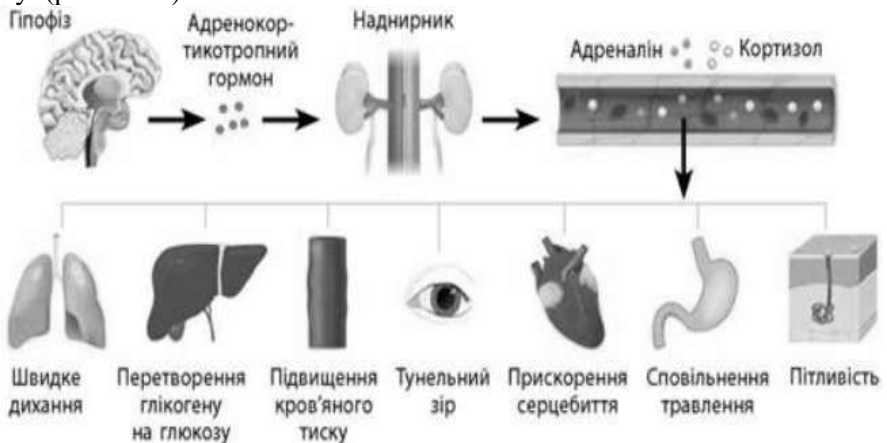 Гіпофіз
Адренокор-
тикотропний
гормон
Наднирник
Адреналін
Кортизол
Швидке
дихання
Перетворення
глікогену
на глюкозу
Підвищення
кров'яного
тиску
Тунельний
зір
Прискорення
серцебиття
Сповільнення
травлення
Пітливість